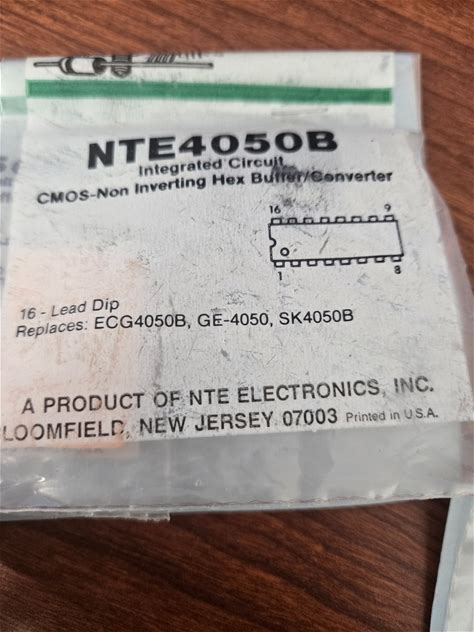 NTE4050B
Integrated Circuit
CMOS-Non Inverting Hex Buffer/Converter
16 9
1 8
16 - Lead Dip
Replaces: ECG4050B, GE-4050, SK4050B
A PRODUCT OF NTE ELECTRONICS, INC.
LOOMFIELD, NEW JERSEY 07003 Printed in U.S.A.